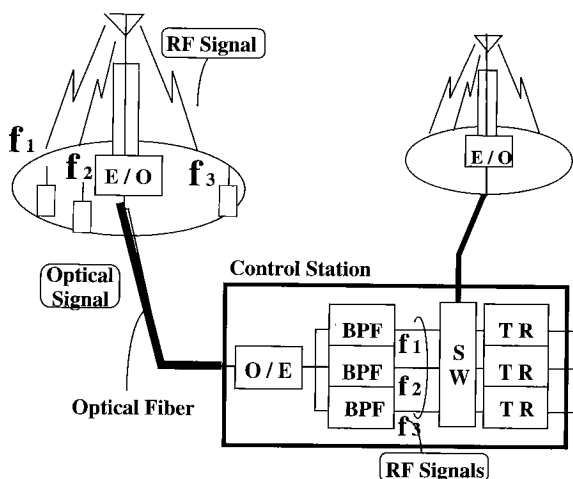 RF Signal
f1
f2
f3
E / O
E / O
Optical
Signal
Control Station
Optical Fiber
O / E
BPF
BPF
BPF
f1
f2
f3
S
W
T R
T R
T R
RF Signals